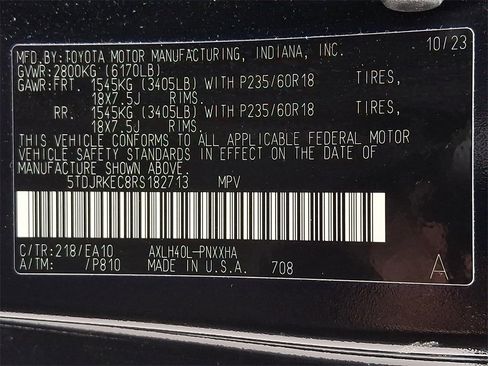 MFD.BY:TOYOTA MOTOR MANUFACTURING, INDIANA, INC. 10/23
GVWR:2800KG (6170LB)
GAWR:FRT. 1545KG (3405LB) WITH P235/60R18 TIRES,
18X7.5J RIMS.
RR. 1545KG (3405LB) WITH P235/60R18 TIRES,
18X7.5J RIMS.
THIS VEHICLE CONFORMS TO ALL APPLICABLE FEDERAL MOTOR
VEHICLE SAFETY STANDARDS IN EFFECT ON THE DATE OF
MANUFACTURE SHOWN ABOVE.
5TDJRKEC8RS182713 MPV
C/TR:218/EA10 AXLH40L-PNXXHA
A/TM: /P810 MADE IN U.S.A. 708 A